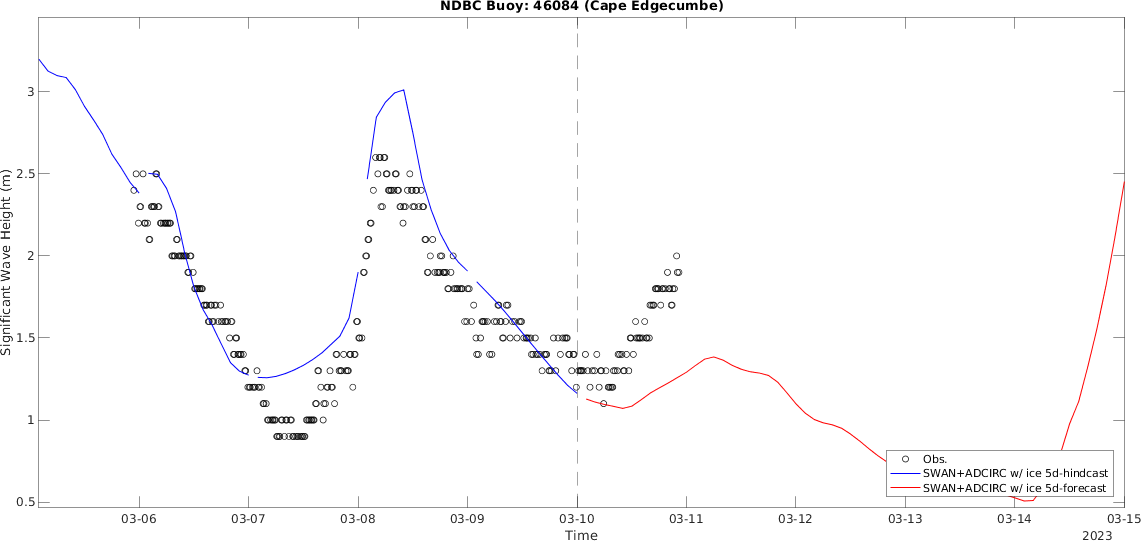 NDBC Buoy: 46084 (Cape Edgecumbe)
Significant Wave Height (m)
3
2.5
2
1.5
1
0.5
Obs.
SWAN+ADCIRC w/ ice 5d-hindcast
SWAN+ADCIRC w/ ice 5d-forecast
03-06 03-07 03-08 03-09 03-10 03-11 03-12 03-13 03-14 03-15
Time
2023